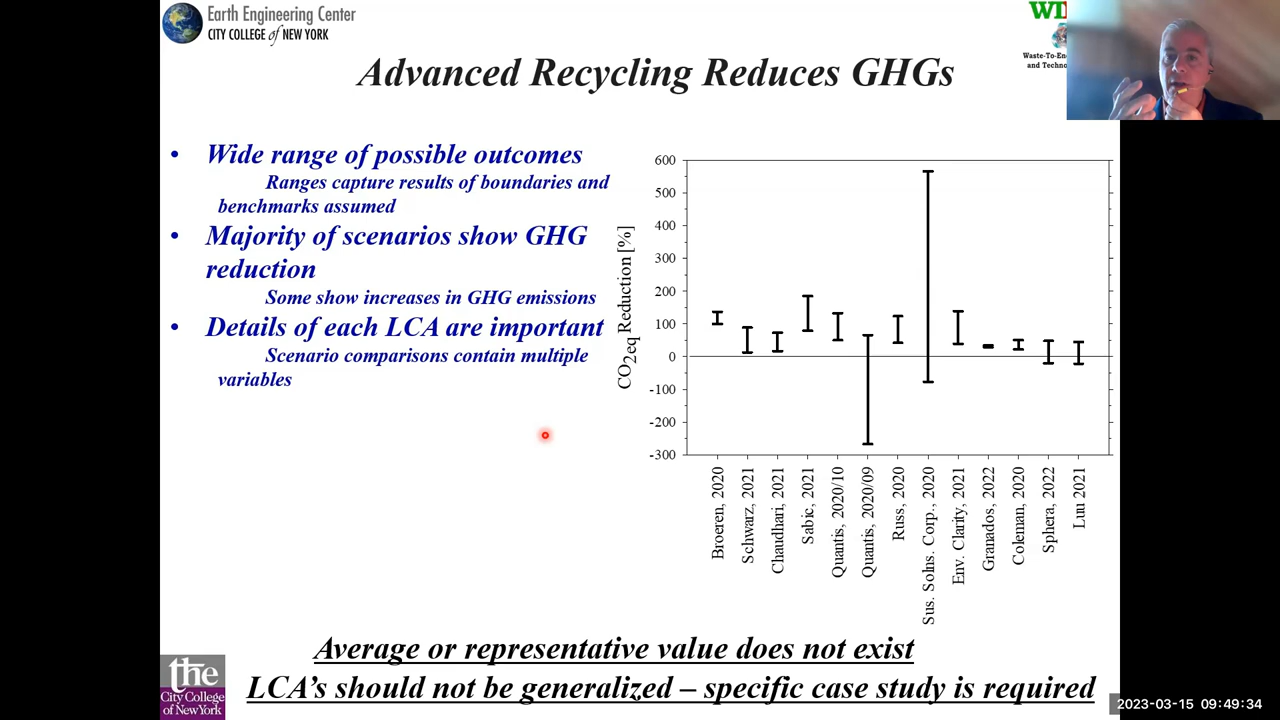 Earth Engineering Center
CITY COLLEGE of NEW YORK
and Techno
Advanced Recycling Reduces GHGs
• Wide range of possible outcomes
Ranges capture results of boundaries and
benchmarks assumed
• Majority of scenarios show GHG
reduction
Some show increases in GHG emissions
• Details of each LCA are important
Scenario comparisons contain multiple
variables
CO2eq Reduction [%]
600
500
400
300
200
100
0
-100
-200
-300
Broeren, 2020
Schwarz, 2021
Chaudhari, 2021
Sabic, 2021
Quantis, 2020/10
Quantis, 2020/09
Russ, 2020
Sus. Solns. Corp., 2020
Env. Clarity, 2021
Granados, 2022
Coleman, 2020
Sphera, 2022
Luu 2021
Average or representative value does not exist
LCA's should not be generalized – specific case study is required
the
City College
of New York
2023-03-15 09:49:34